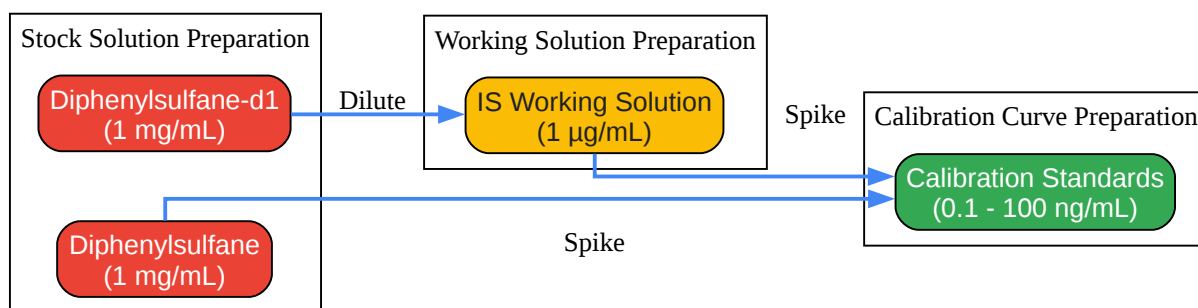 Stock Solution Preparation
Diphenylsulfane-d1
(1 mg/mL)
Diphenylsulfane
(1 mg/mL)
Dilute
Working Solution Preparation
IS Working Solution
(1 µg/mL)
Spike
Spike
Calibration Curve Preparation
Calibration Standards
(0.1 - 100 ng/mL)